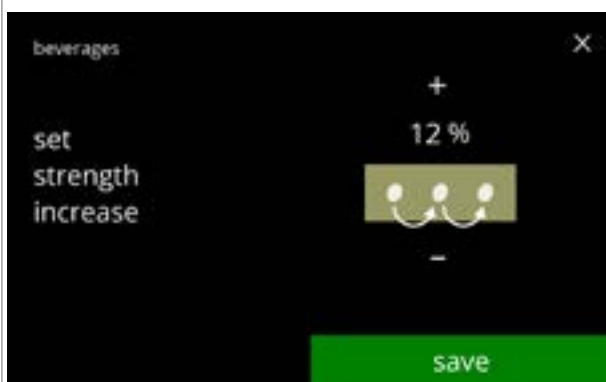 beverages
×
+
12 %
set
strength
increase
–
save